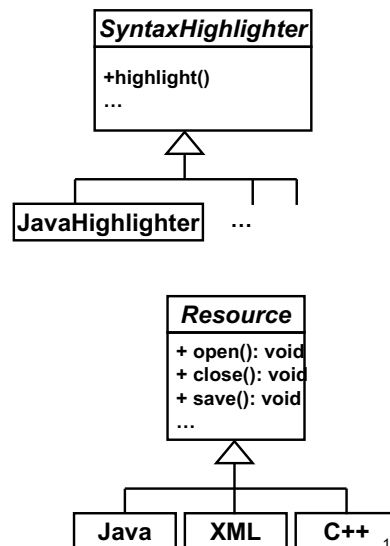 SyntaxHighlighter
+highlight()
…
JavaHighlighter …
Resource
+ open(): void
+ close(): void
+ save(): void
…
Java XML C++
1